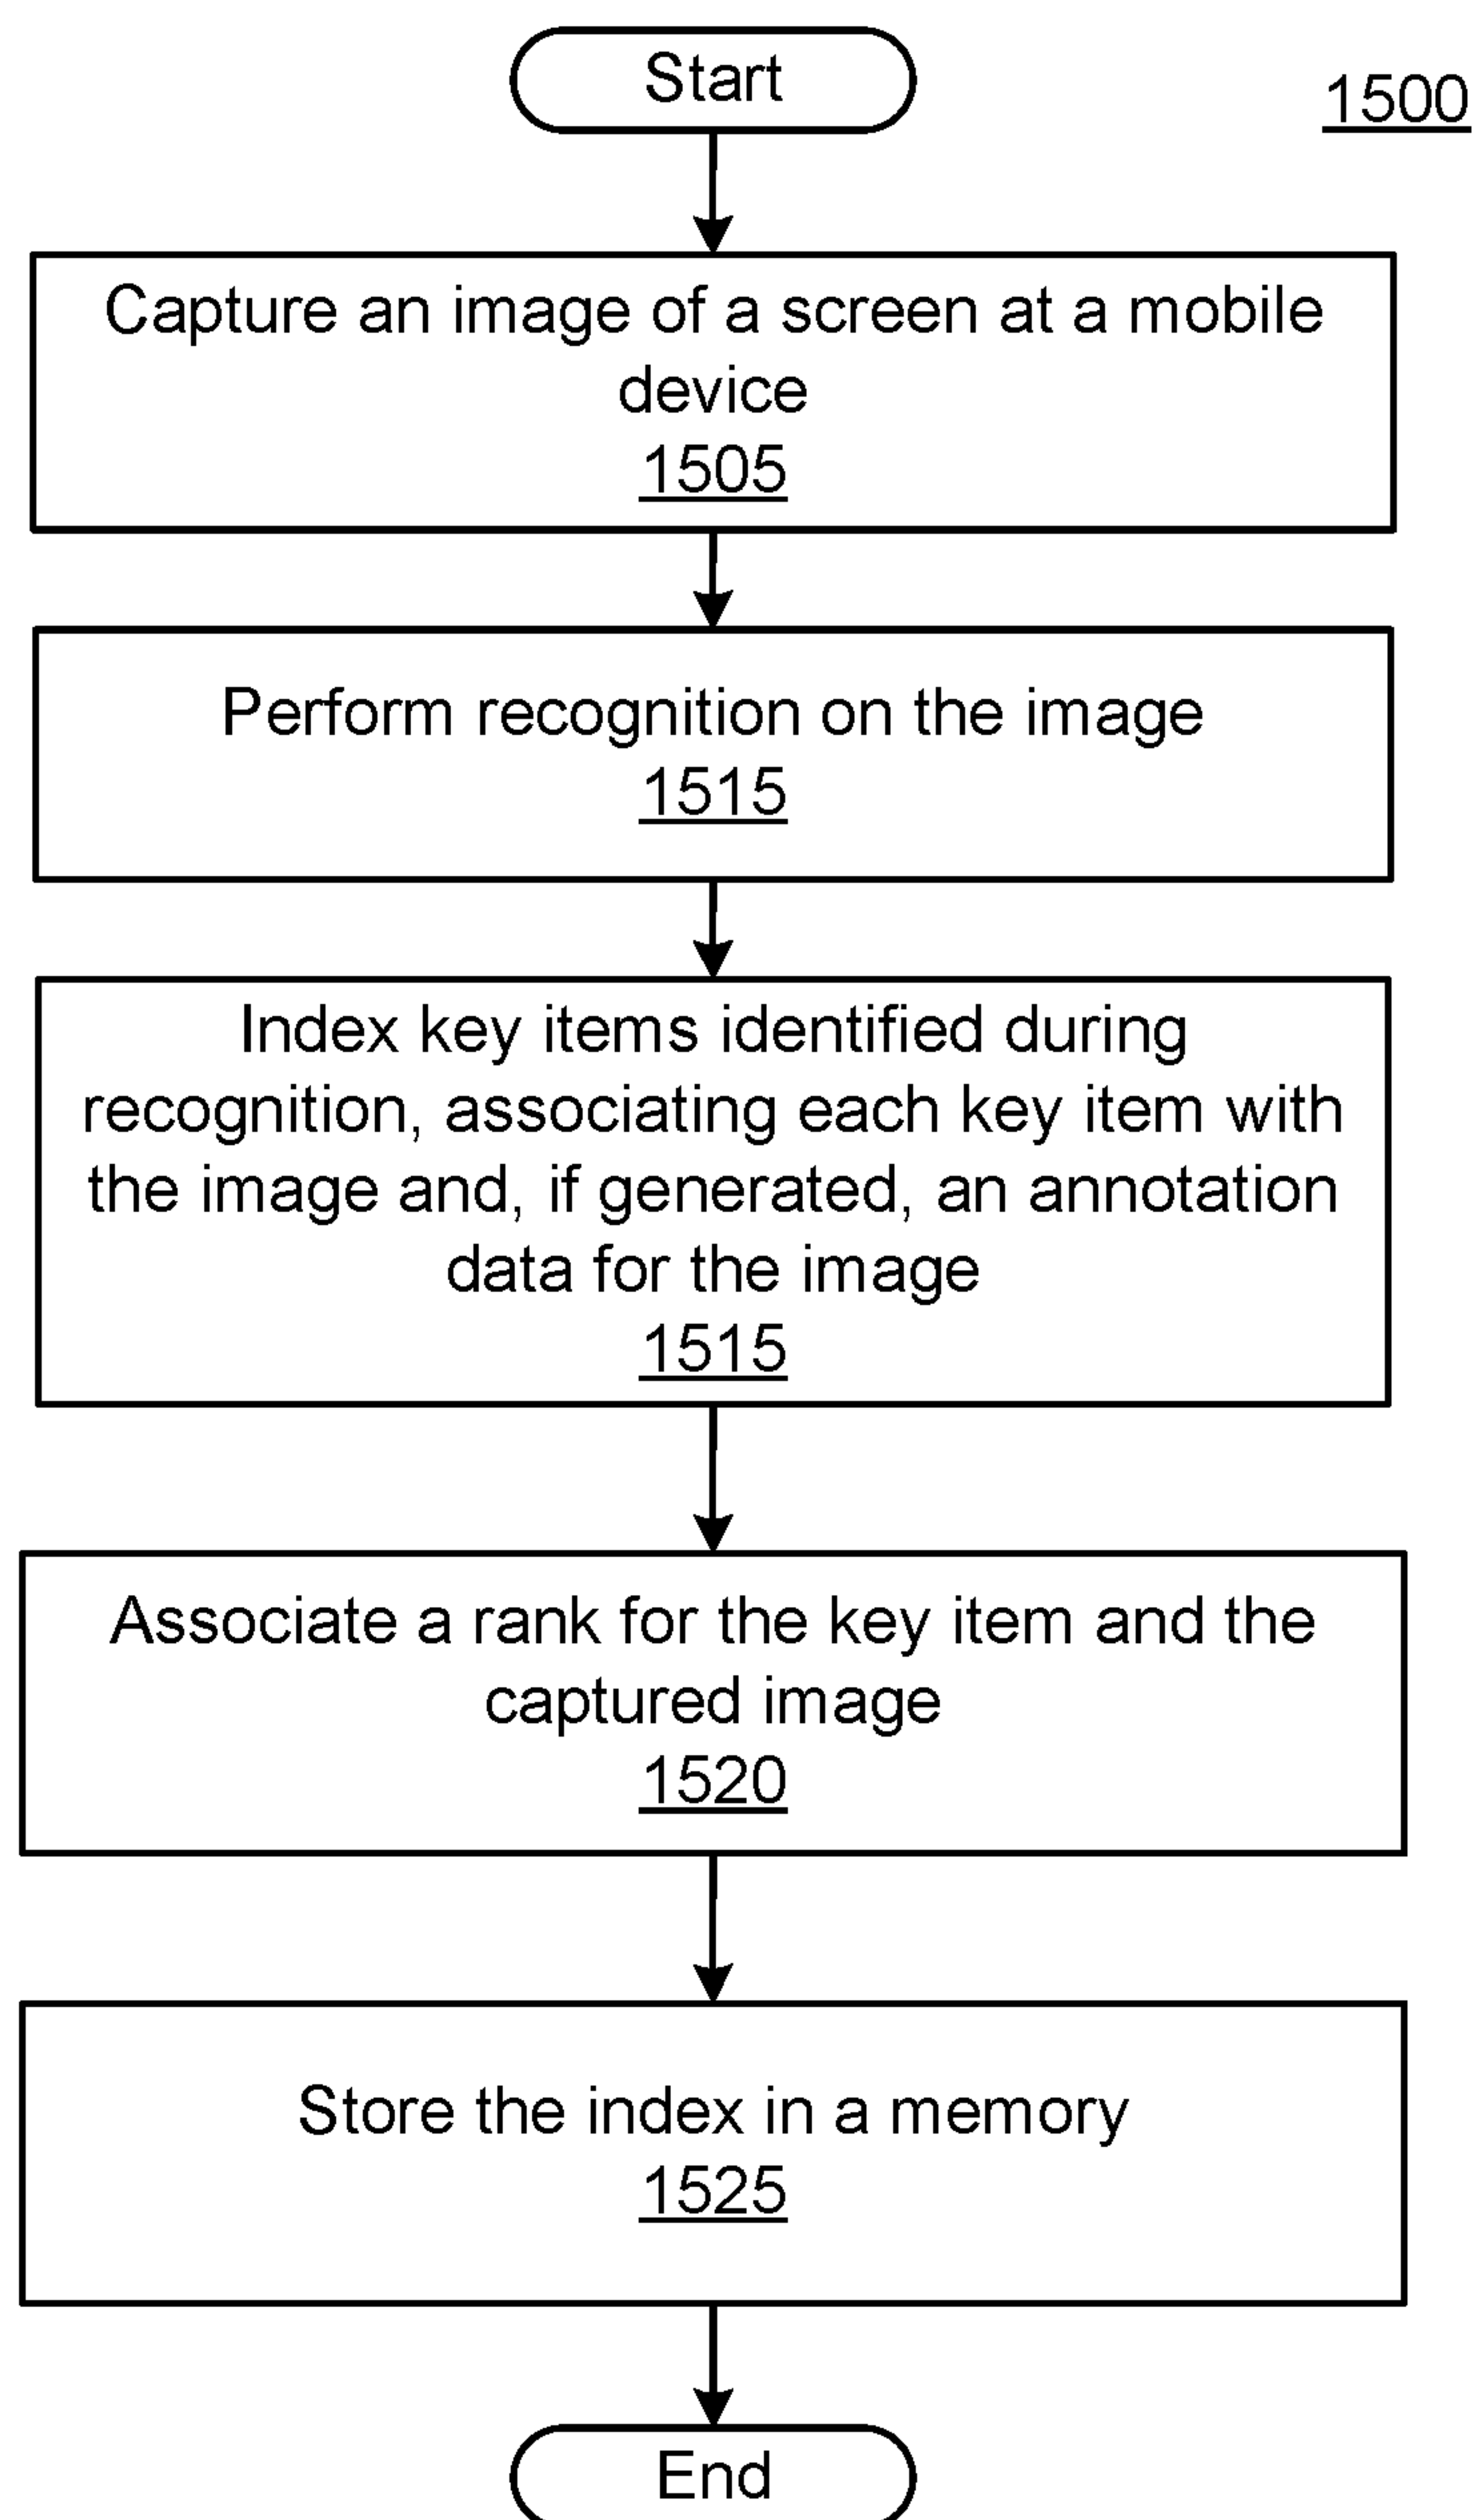 Start
1500
Capture an image of a screen at a mobile
device
1505
Perform recognition on the image
1515
Index key items identified during
recognition, associating each key item with
the image and, if generated, an annotation
data for the image
1515
Associate a rank for the key item and the
captured image
1520
Store the index in a memory
1525
End